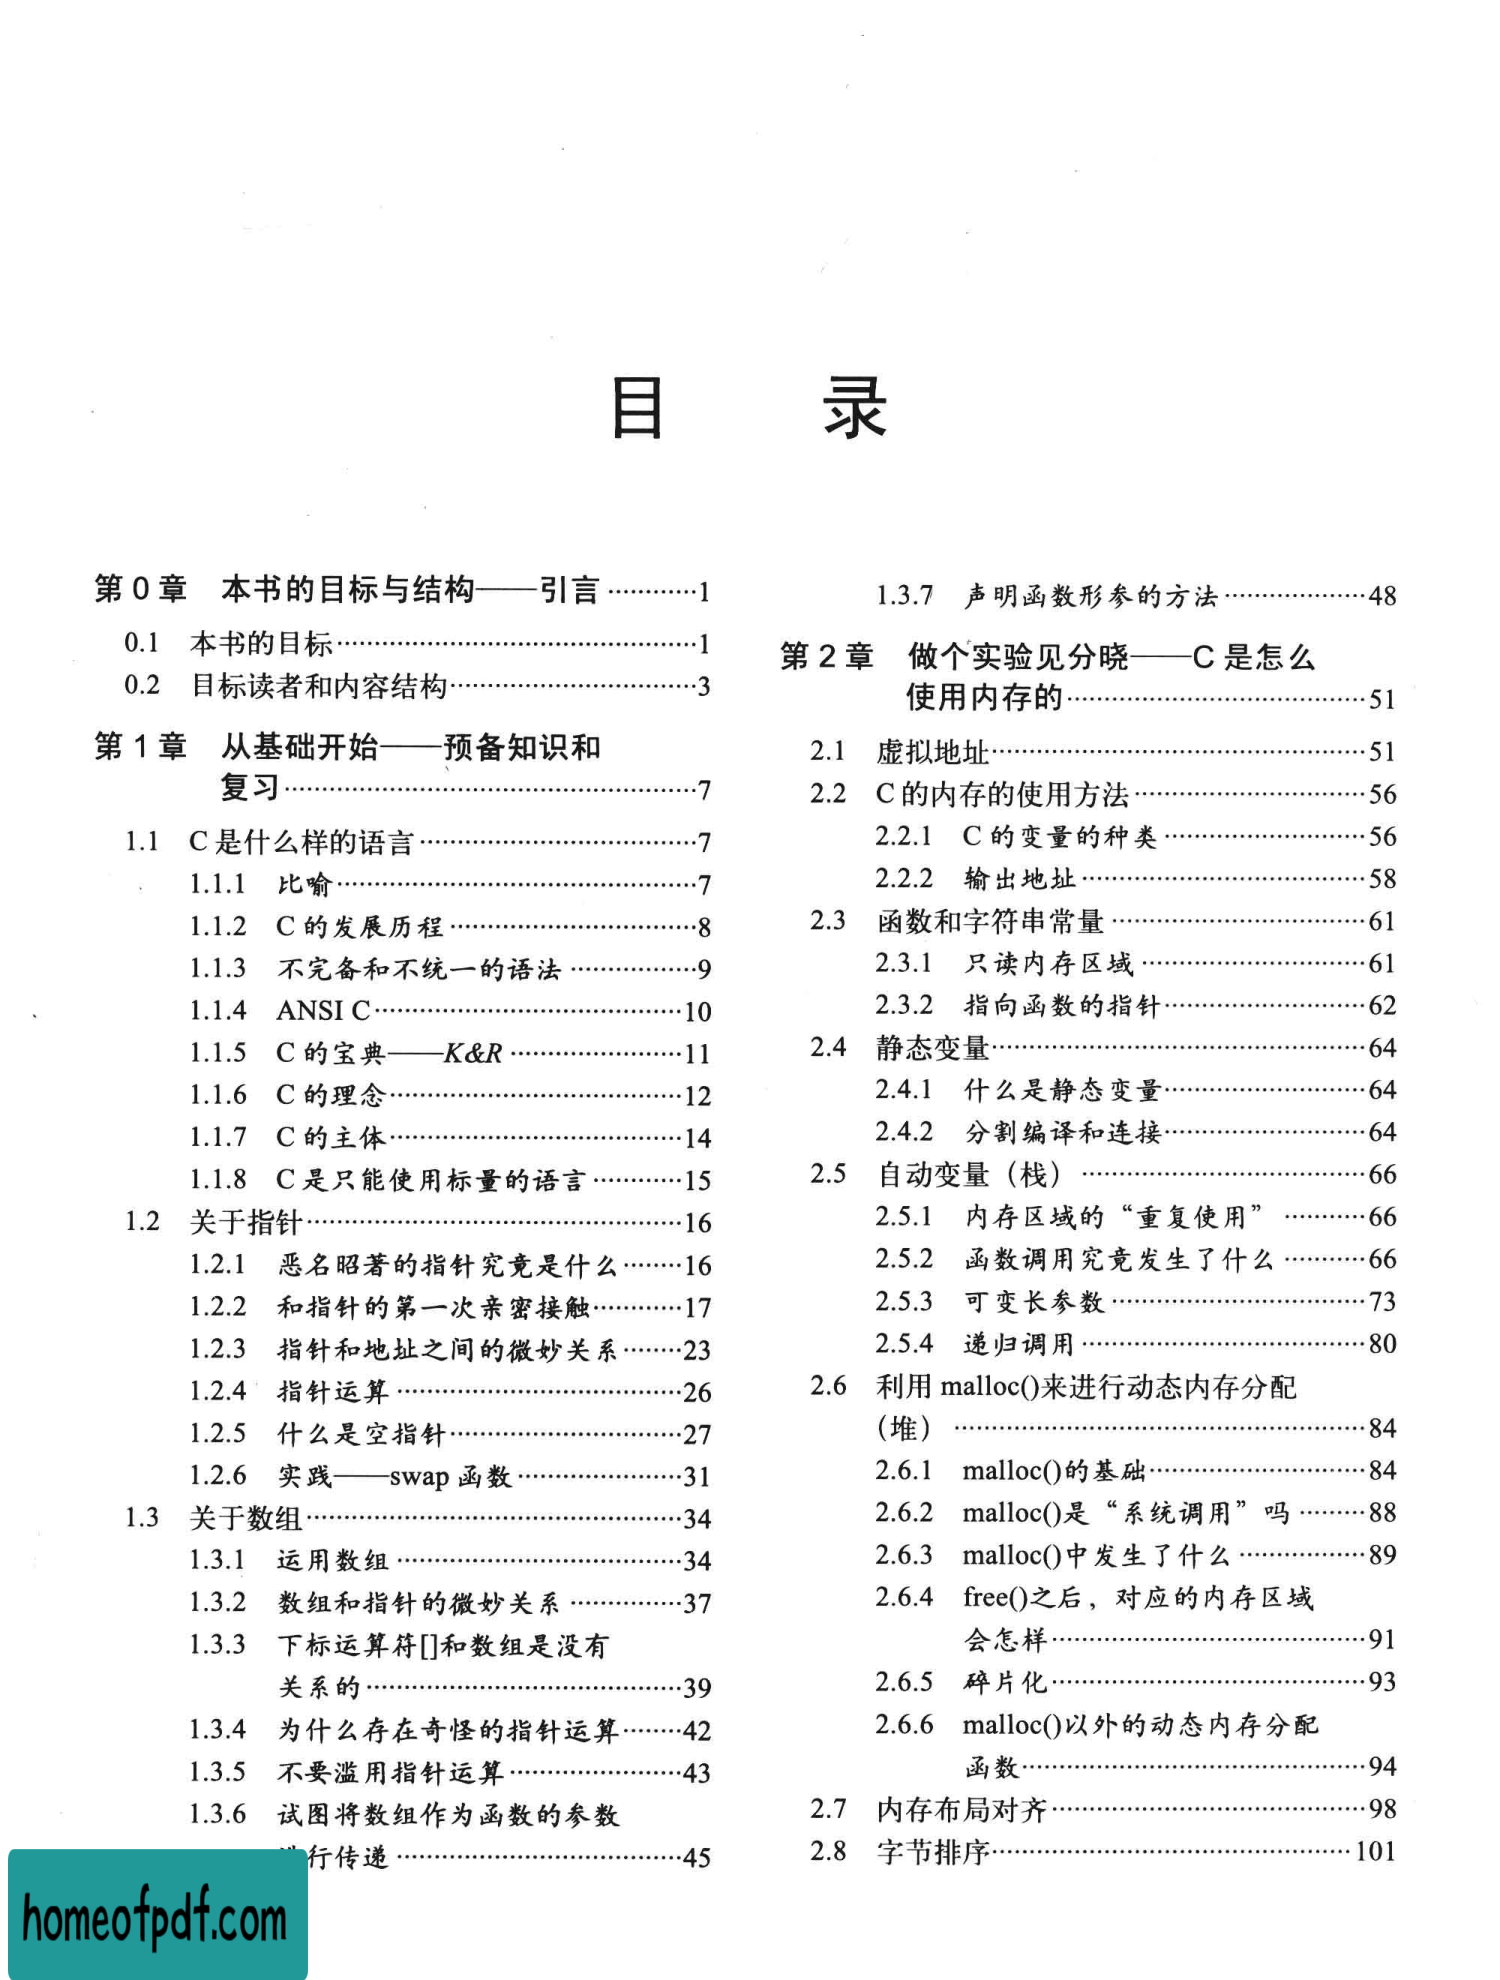 目 录
第 0 章 本书的目标与结构——引言…………1
0.1 本书的目标…………1
0.2 目标读者和内容结构…………3
第 1 章 从基础开始——预备知识和
复习…………7
1.1 C 是什么样的语言…………7
1.1.1 比喻…………7
1.1.2 C 的发展历程…………8
1.1.3 不完备和不统一的语法…………9
1.1.4 ANSI C…………10
1.1.5 C 的宝典——K&R…………11
1.1.6 C 的理念…………12
1.1.7 C 的主体…………14
1.1.8 C 是只能使用标量的语言…………15
1.2 关于指针…………16
1.2.1 恶名昭著的指针究竟是什么…………16
1.2.2 和指针的第一次亲密接触…………17
1.2.3 指针和地址之间的微妙关系…………23
1.2.4 指针运算…………26
1.2.5 什么是空指针…………27
1.2.6 实践——swap 函数…………31
1.3 关于数组…………34
1.3.1 运用数组…………34
1.3.2 数组和指针的微妙关系…………37
1.3.3 下标运算符[]和数组是没有
关系的…………39
1.3.4 为什么存在奇怪的指针运算…………42
1.3.5 不要滥用指针运算…………43
1.3.6 试图将数组作为函数的参数
行传递…………45
1.3.7 声明函数形参的方法…………48
第 2 章 做个实验见分晓——C 是怎么
使用内存的…………51
2.1 虚拟地址…………51
2.2 C 的内存的使用方法…………56
2.2.1 C 的变量的种类…………56
2.2.2 输出地址…………58
2.3 函数和字符串常量…………61
2.3.1 只读内存区域…………61
2.3.2 指向函数的指针…………62
2.4 静态变量…………64
2.4.1 什么是静态变量…………64
2.4.2 分割编译和连接…………64
2.5 自动变量（栈）…………66
2.5.1 内存区域的“重复使用”…………66
2.5.2 函数调用究竟发生了什么…………66
2.5.3 可变长参数…………73
2.5.4 递归调用…………80
2.6 利用 malloc()来进行动态内存分配
（堆）…………84
2.6.1 malloc()的基础…………84
2.6.2 malloc()是“系统调用”吗…………88
2.6.3 malloc()中发生了什么…………89
2.6.4 free()之后，对应的内存区域
会怎样…………91
2.6.5 碎片化…………93
2.6.6 malloc()以外的动态内存分配
函数…………94
2.7 内存布局对齐…………98
2.8 字节排序…………101
homeofpdf.com